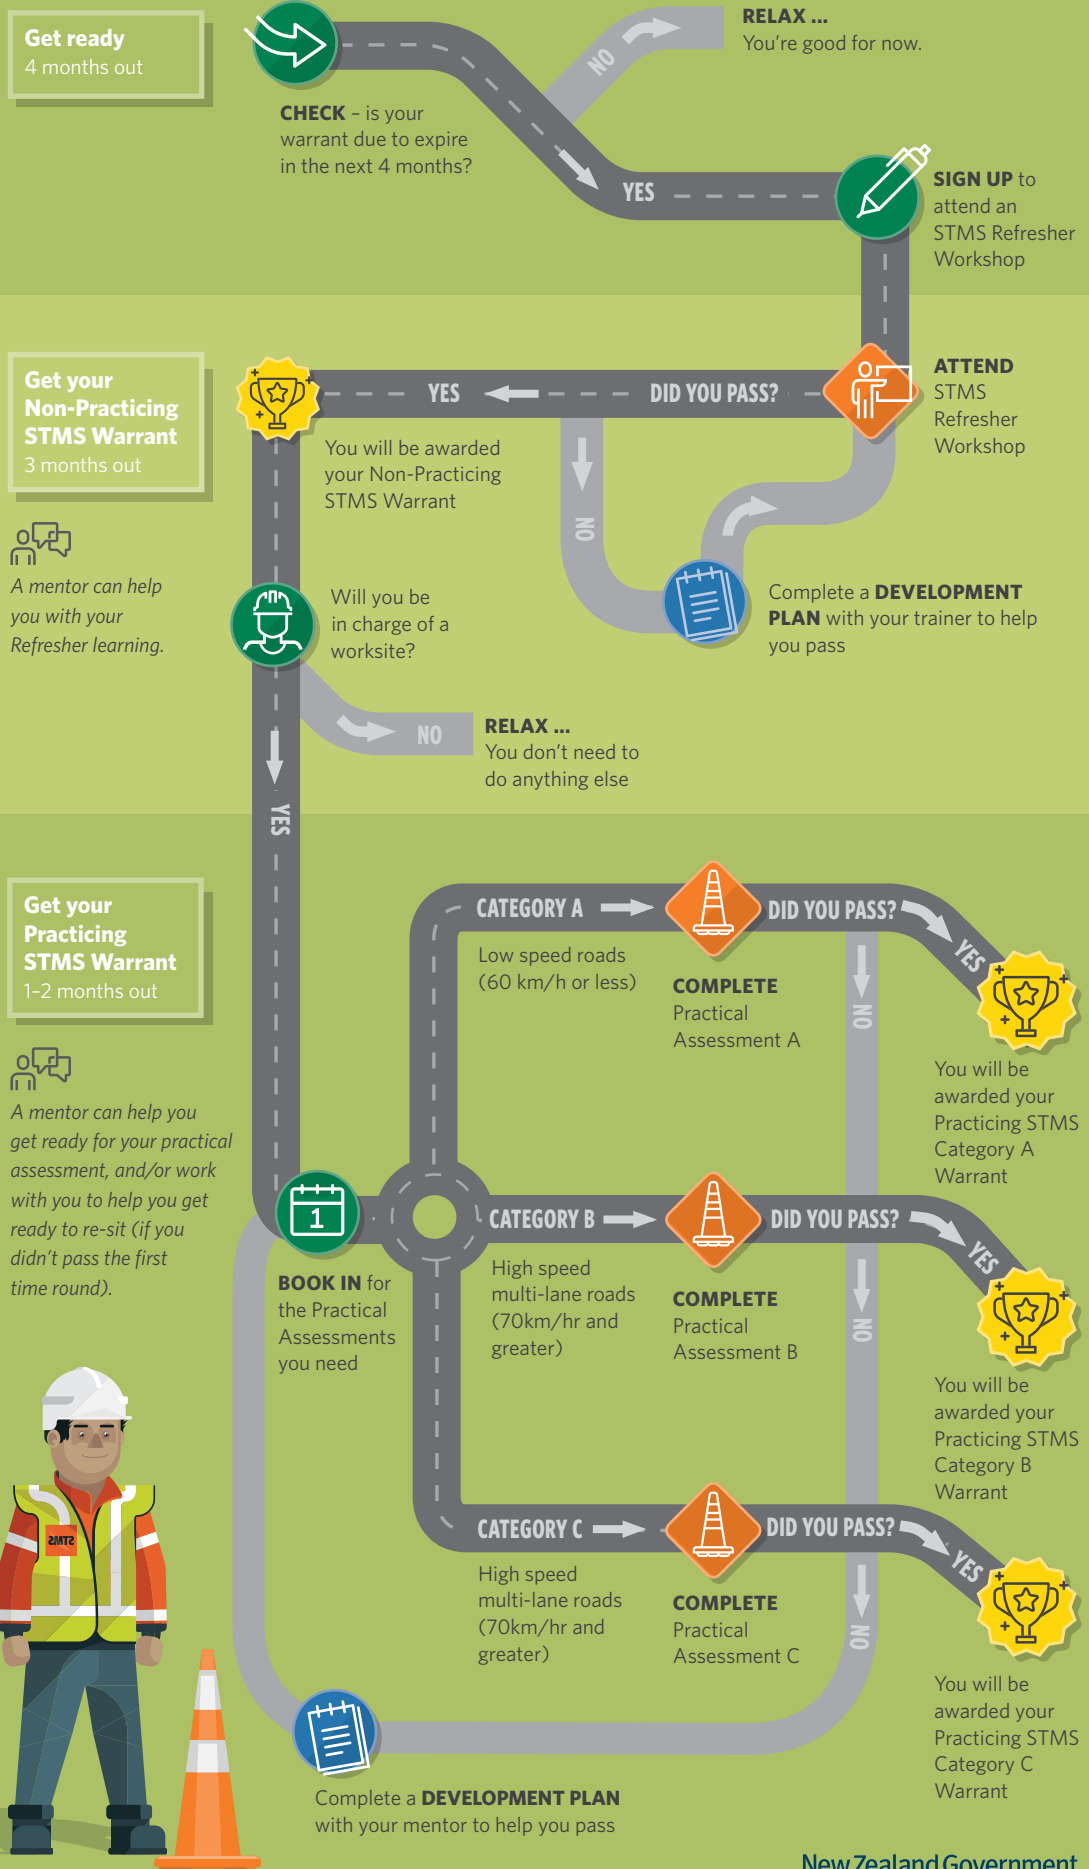 Get ready
4 months out
CHECK – is your
warrant due to expire
in the next 4 months?
NO
RELAX ...
You're good for now.
YES
SIGN UP to
attend an
STMS Refresher
Workshop
Get your
Non-Practicing
STMS Warrant
3 months out
ATTEND
STMS
Refresher
Workshop
DID YOU PASS?
YES
You will be awarded
your Non-Practicing
STMS Warrant
NO
Complete a DEVELOPMENT
PLAN with your trainer to help
you pass
A mentor can help
you with your
Refresher learning.
Will you be
in charge of a
worksite?
NO
RELAX ...
You don't need to
do anything else
YES
Get your
Practicing
STMS Warrant
1–2 months out
A mentor can help you
get ready for your practical
assessment, and/or work
with you to help you get
ready to re-sit (if you
didn't pass the first
time round).
1
BOOK IN for
the Practical
Assessments
you need
CATEGORY A
Low speed roads
(60 km/h or less)
COMPLETE
Practical
Assessment A
DID YOU PASS?
YES
NO
You will be
awarded your
Practicing STMS
Category A
Warrant
CATEGORY B
High speed
multi-lane roads
(70km/hr and
greater)
COMPLETE
Practical
Assessment B
DID YOU PASS?
YES
NO
You will be
awarded your
Practicing STMS
Category B
Warrant
CATEGORY C
High speed
multi-lane roads
(70km/hr and
greater)
COMPLETE
Practical
Assessment C
DID YOU PASS?
YES
NO
You will be
awarded your
Practicing STMS
Category C
Warrant
STMS
Complete a DEVELOPMENT PLAN
with your mentor to help you pass
New Zealand Government